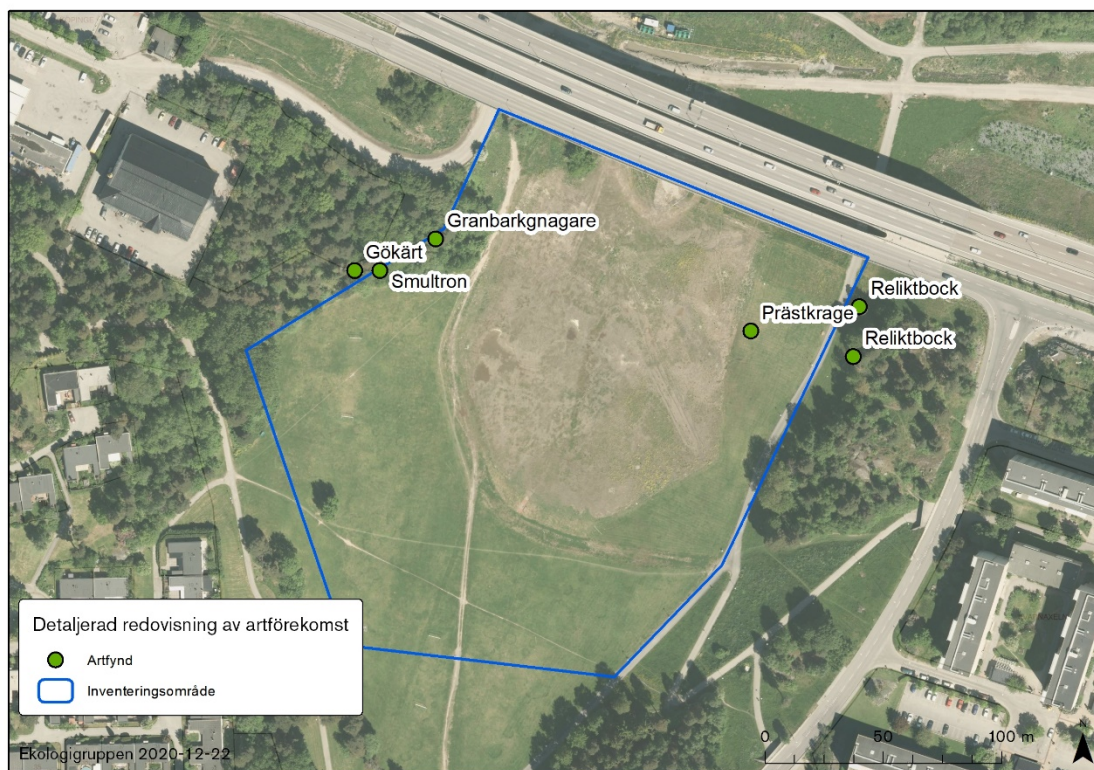 Granbarkgnagare
Gökärt
Smultron
Reliktbock
Prästkrage
Reliktbock
Detaljerad redovisning av artförekomst
Artfynd
Inventeringsområde
Ekologigruppen 2020-12-22
0 50 100 m
N